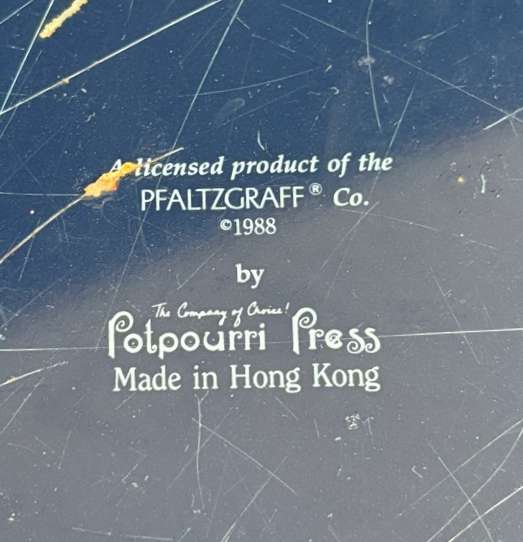 A licensed product of the
PFALTZGRAFF® Co.
©1988
by
The Company of Choice!
Potpourri Press
Made in Hong Kong